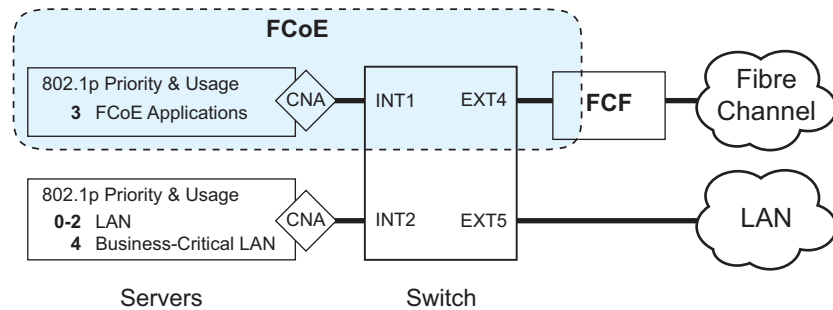 FCoE
802.1p Priority & Usage
3 FCoE Applications
CNA
INT1
EXT4
FCF
Fibre
Channel
802.1p Priority & Usage
0-2 LAN
4 Business-Critical LAN
CNA
INT2
EXT5
LAN
Servers
Switch